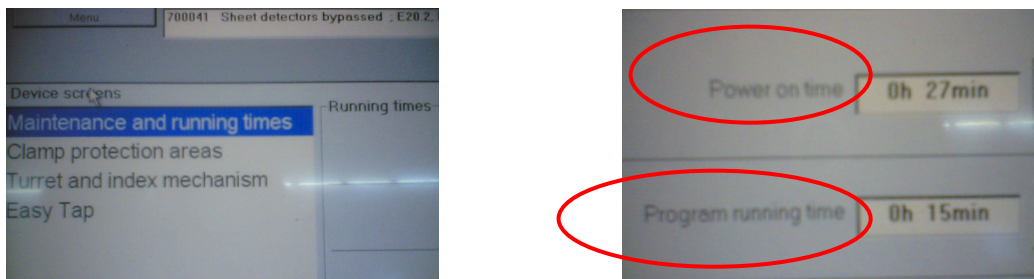 Menu
700041 Sheet detectors bypassed ; E20.2,
Device screens
Maintenance and running times
Running times
Clamp protection areas
Turret and index mechanism
Easy Tap
Power on time 0h 27min
Program running time 0h 15min